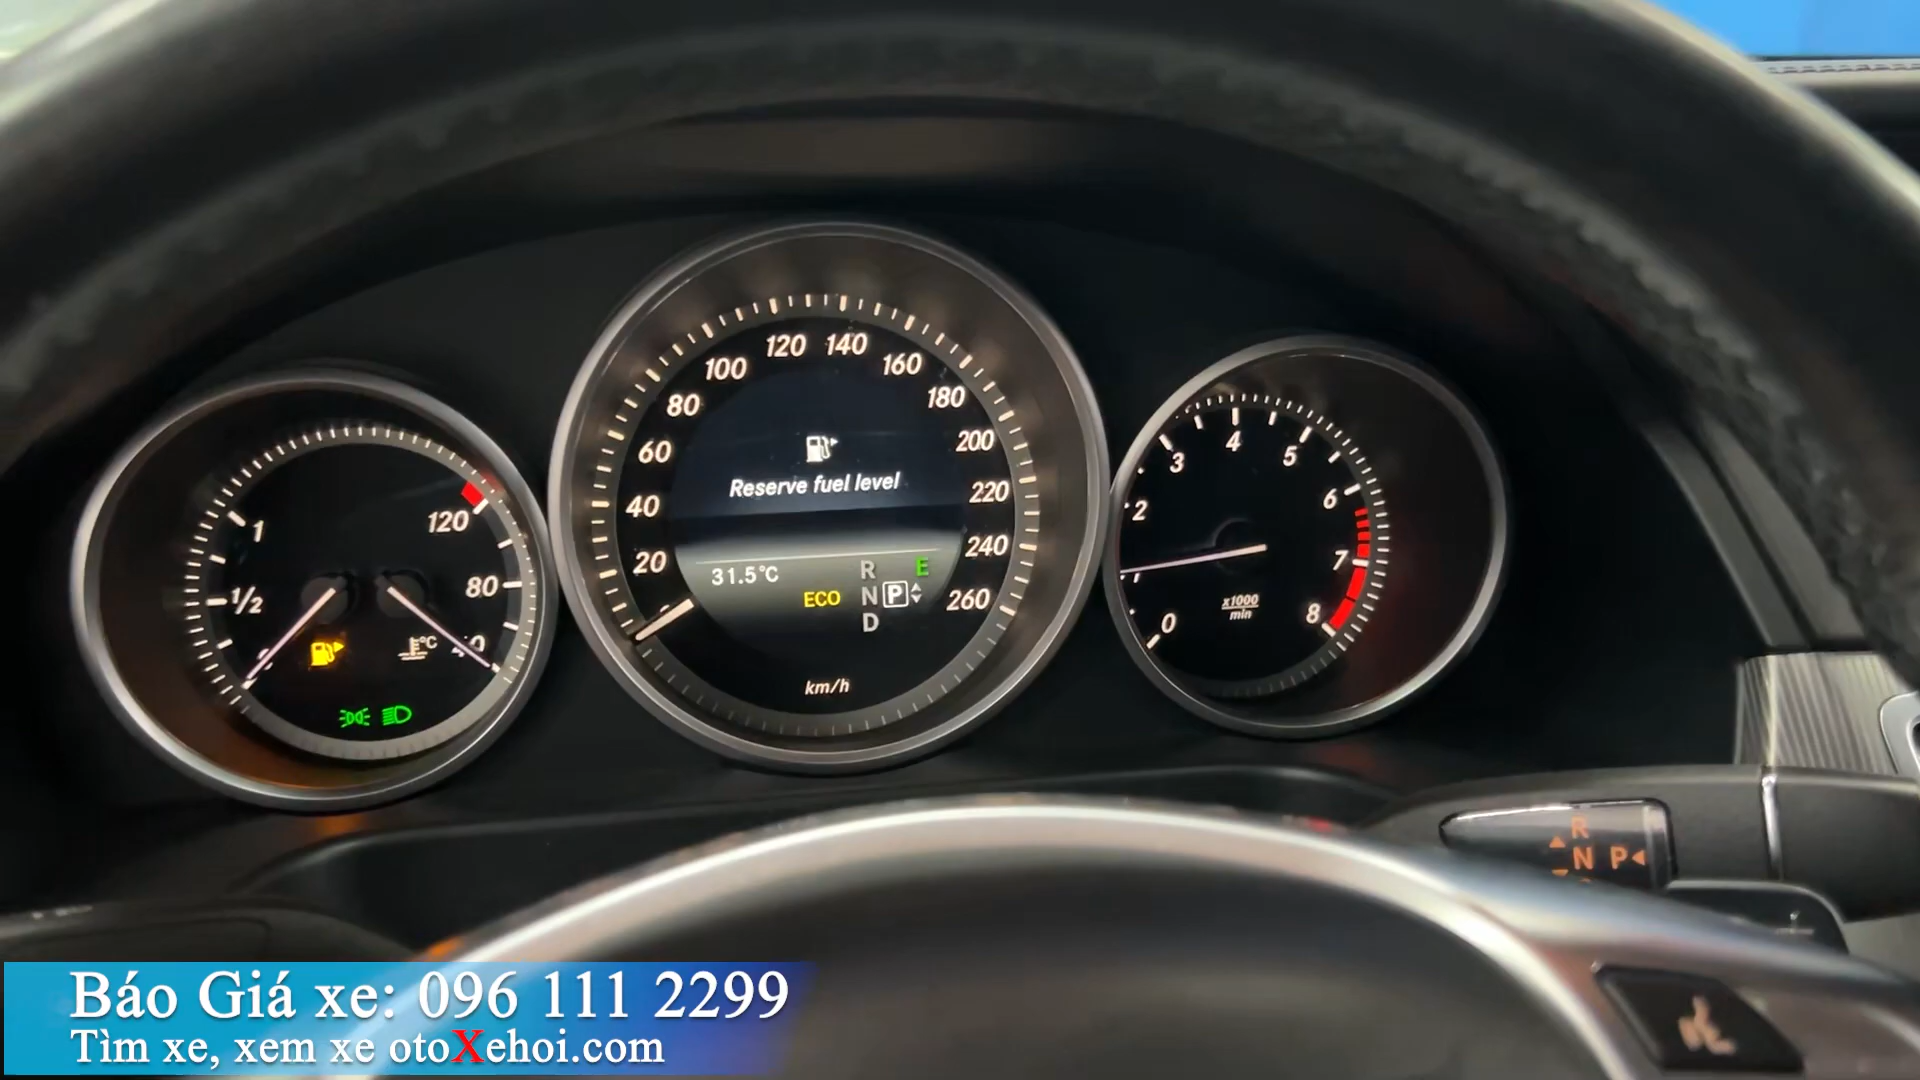 120 140
100 160
80 180
60 200
40 220
20 240
260
Reserve fuel level
31.5°C
ECO
R
N P
D
E
km/h
1
1/2
120
80
40
°C
0
2
3
4
5
6
7
8
x1000
min
R
N P
Báo Giá xe: 096 111 2299
Tìm xe, xem xe otoXehoi.com